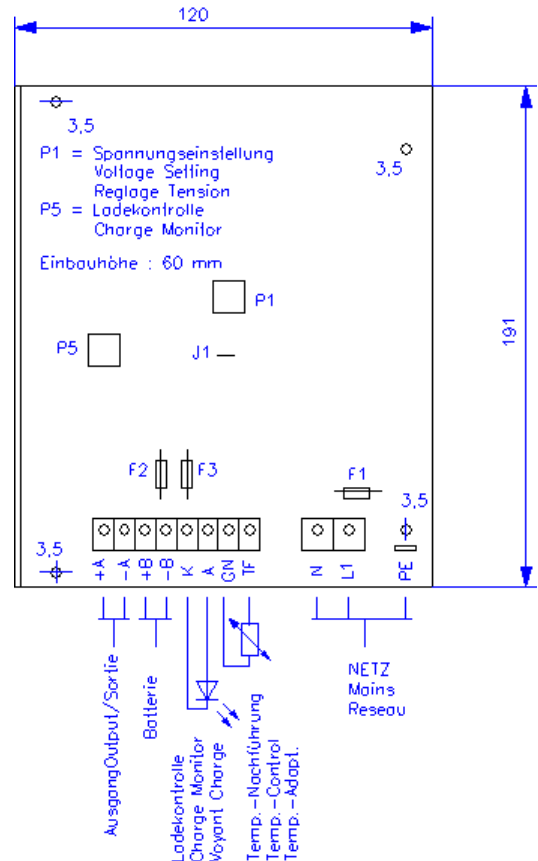 120
3,5
3,5
P1 = Spannungseinstellung
Voltage Setting
Reglage Tension
P5 = Ladekontrolle
Charge Monitor
Einbauhöhe : 60 mm
P1
P5
J1
191
F2
F3
F1
3,5
3,5
+A
-A
+B
-B
K
A
GN
TF
N
L1
PE
AusgangOutput/Sortie
Batterie
Ladekontrolle
Charge Monitor
Voyant Charge
Temp.-Nachführung
Temp.-Control
Temp.-Adapt.
NETZ
Mains
Reseau